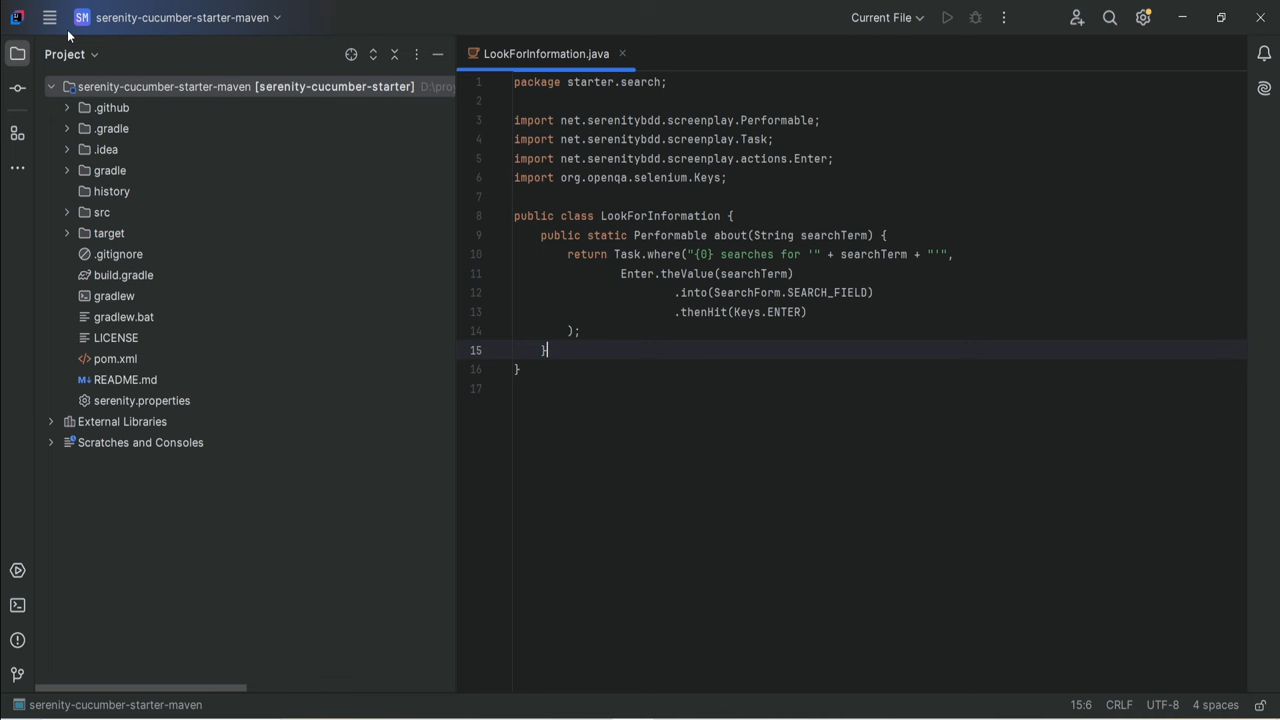 SM serenity-cucumber-starter-maven
Current File
Project
LookForInformation.java
serenity-cucumber-starter-maven [serenity-cucumber-starter]
.github
.gradle
.idea
gradle
history
src
target
.gitignore
build.gradle
gradlew
gradlew.bat
LICENSE
pom.xml
README.md
serenity.properties
External Libraries
Scratches and Consoles
1 package starter.search;
2
3 import net.serenitybdd.screenplay.Performable;
4 import net.serenitybdd.screenplay.Task;
5 import net.serenitybdd.screenplay.actions.Enter;
6 import org.openqa.selenium.Keys;
7
8 public class LookForInformation {
9 public static Performable about(String searchTerm) {
10 return Task.where("{0} searches for '" + searchTerm + "'",
11 Enter.theValue(searchTerm)
12 .into(SearchForm.SEARCH_FIELD)
13 .thenHit(Keys.ENTER)
14 );
15 }
16 }
17
serenity-cucumber-starter-maven
15:6 CRLF UTF-8 4 spaces